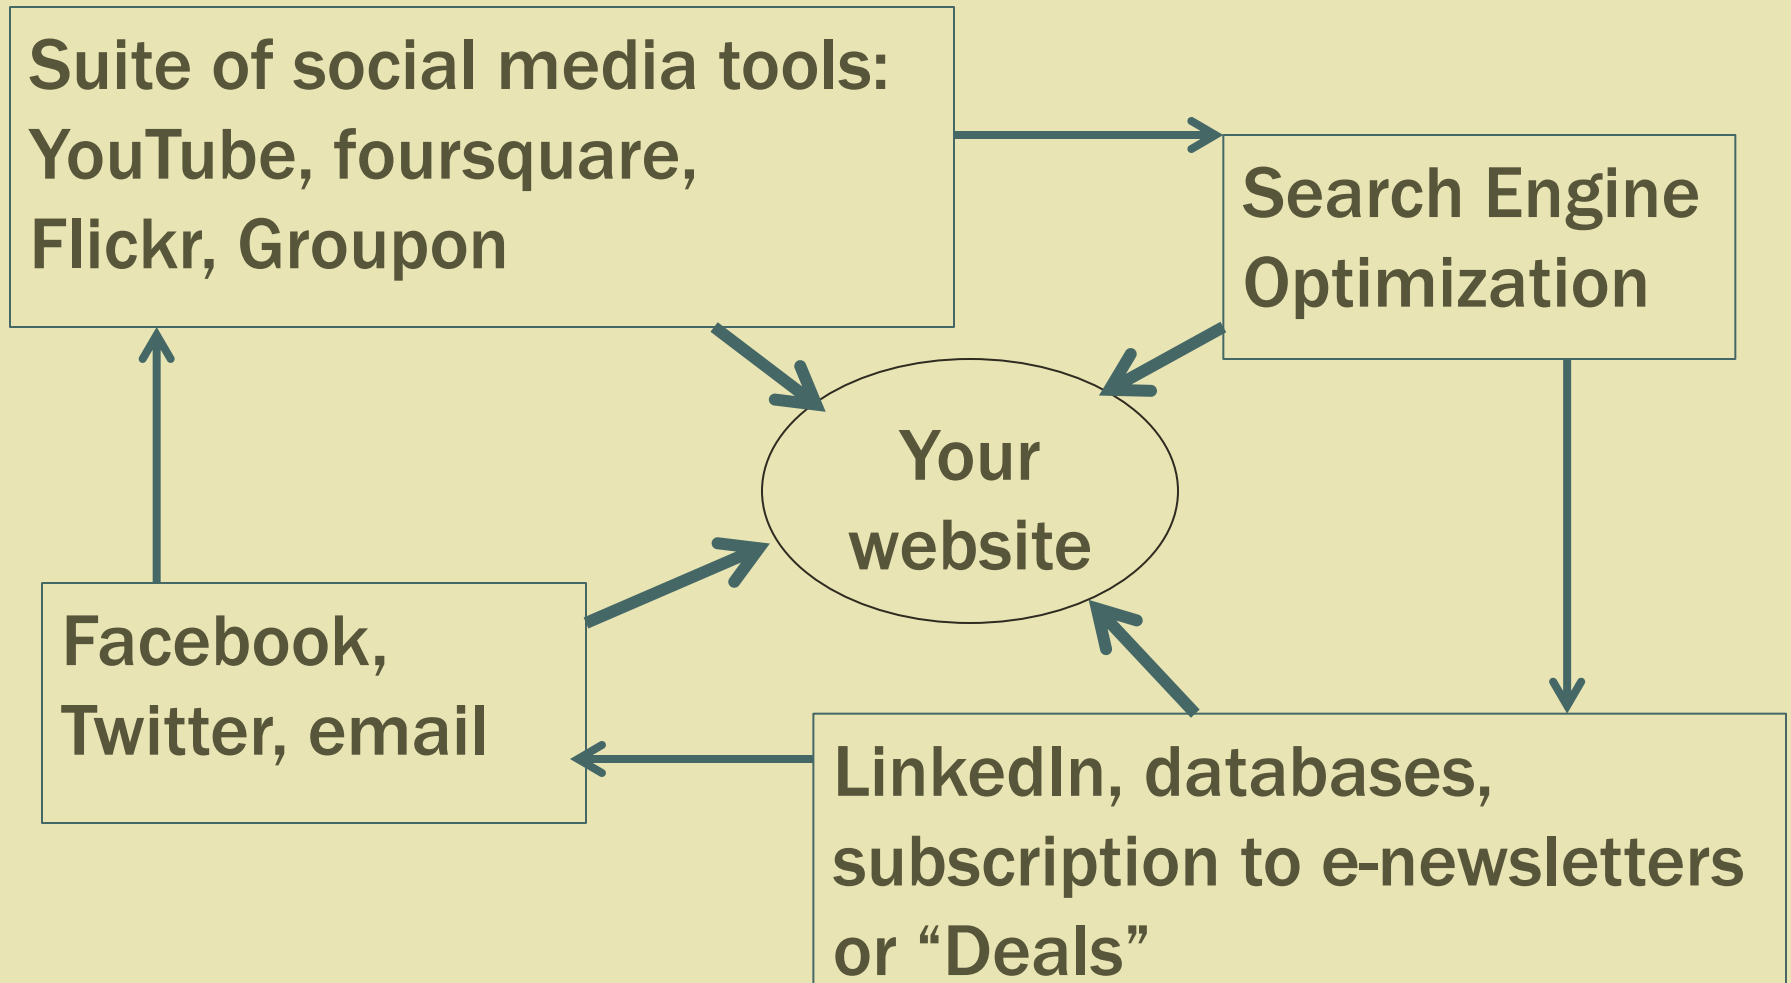 Suite of social media tools:
YouTube, foursquare,
Flickr, Groupon
Search Engine
Optimization
Your
website
Facebook,
Twitter, email
LinkedIn, databases,
subscription to e-newsletters
or “Deals”